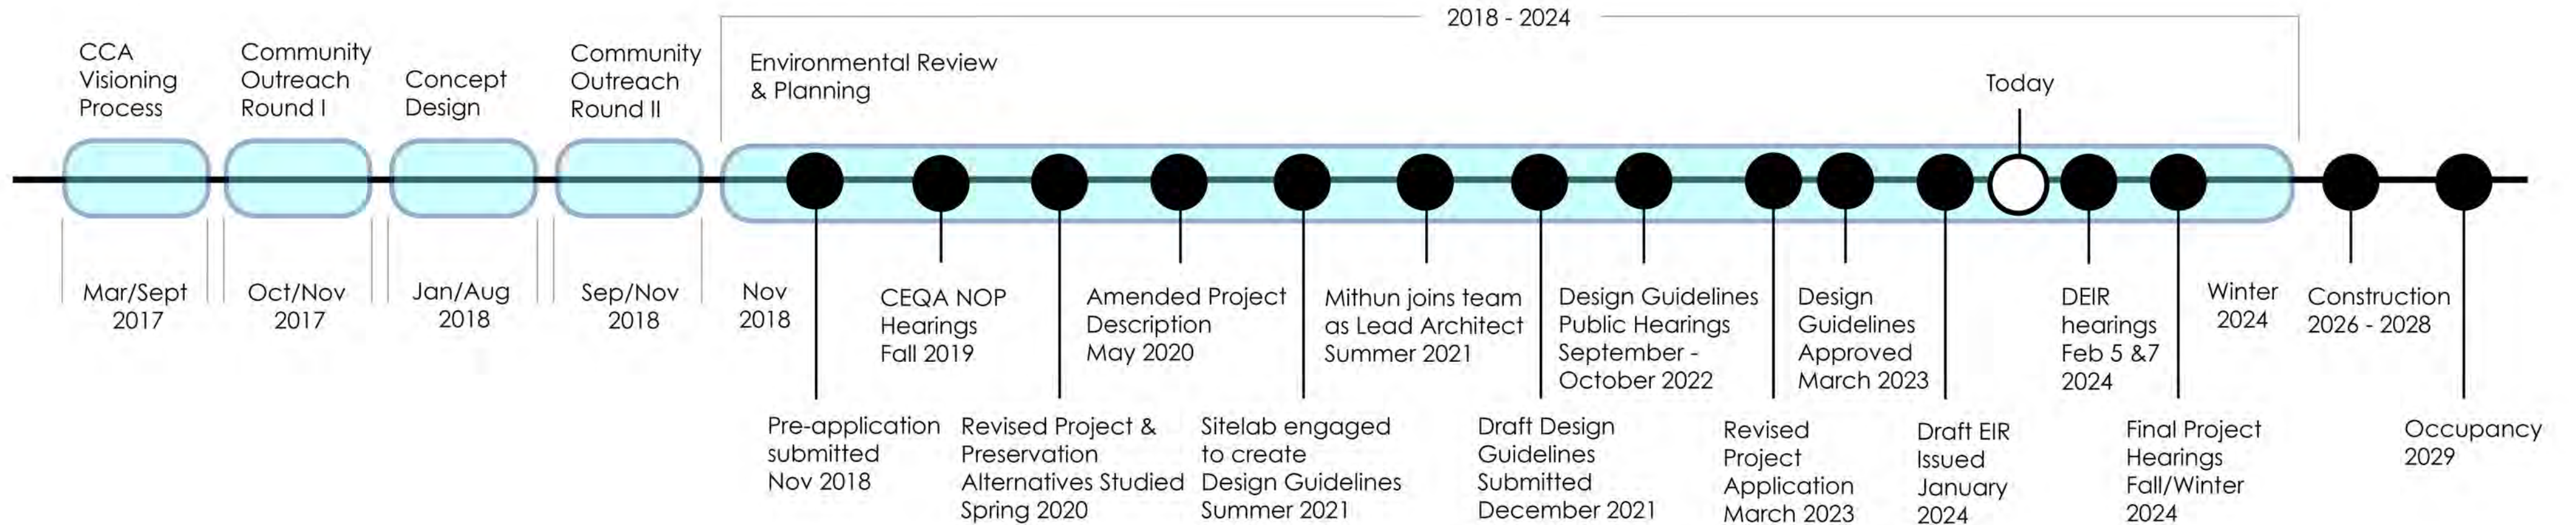 2018 - 2024
CCA
Visioning
Process
Community
Outreach
Round I
Concept
Design
Community
Outreach
Round II
Environmental Review
& Planning
Today
Mar/Sept
2017
Oct/Nov
2017
Jan/Aug
2018
Sep/Nov
2018
Nov
2018
CEQA NOP
Hearings
Fall 2019
Amended Project
Description
May 2020
Mithun joins team
as Lead Architect
Summer 2021
Design Guidelines
Public Hearings
September -
October 2022
Design
Guidelines
Approved
March 2023
DEIR
hearings
Feb 5 &7
2024
Winter
2024
Construction
2026 - 2028
Pre-application
submitted
Nov 2018
Revised Project &
Preservation
Alternatives Studied
Spring 2020
Sitelab engaged
to create
Design Guidelines
Summer 2021
Draft Design
Guidelines
Submitted
December 2021
Revised
Project
Application
March 2023
Draft EIR
Issued
January
2024
Final Project
Hearings
Fall/Winter
2024
Occupancy
2029